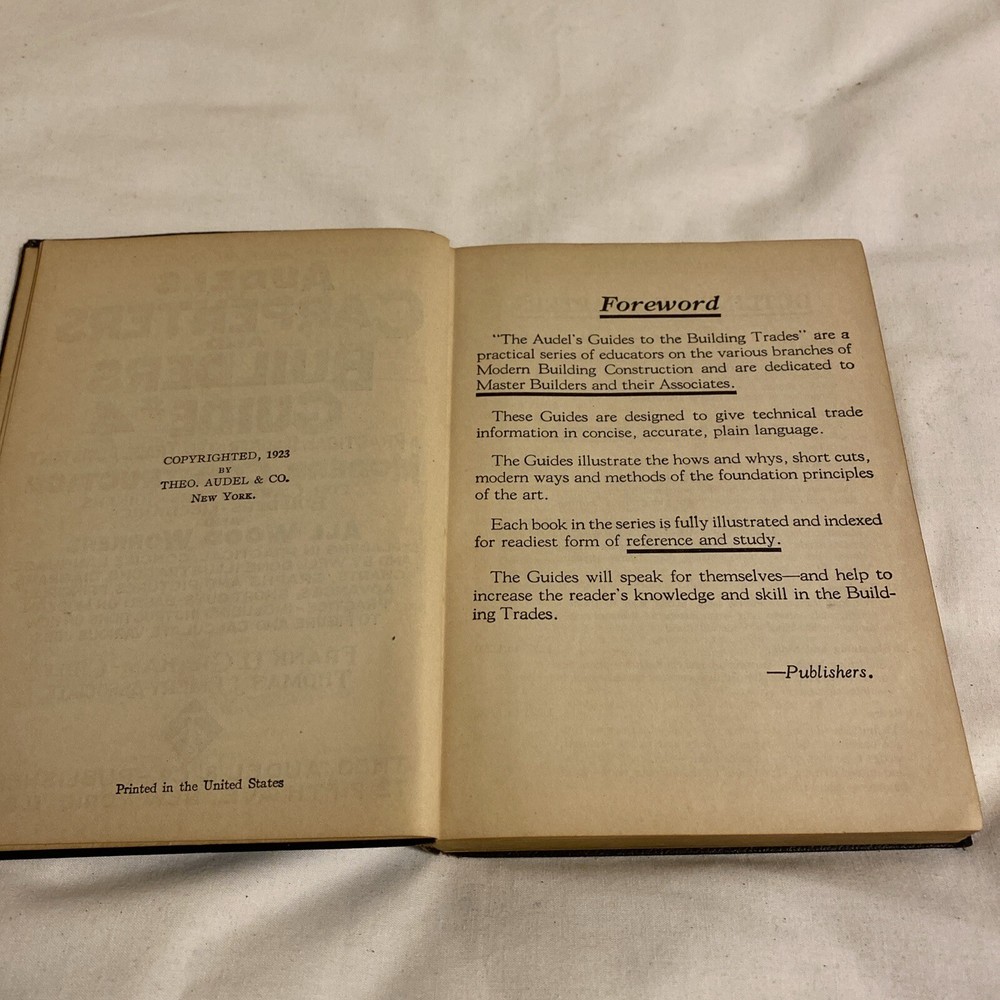 COPYRIGHTED, 1923
BY
THEO. AUDEL & CO.
NEW YORK.
Printed in the United States
Foreword
"The Audel's Guides to the Building Trades" are a
practical series of educators on the various branches of
Modern Building Construction and are dedicated to
Master Builders and their Associates.
These Guides are designed to give technical trade
information in concise, accurate, plain language.
The Guides illustrate the hows and whys, short cuts,
modern ways and methods of the foundation principles
of the art.
Each book in the series is fully illustrated and indexed
for readiest form of reference and study.
The Guides will speak for themselves—and help to
increase the reader's knowledge and skill in the Build-
ing Trades.
—Publishers.